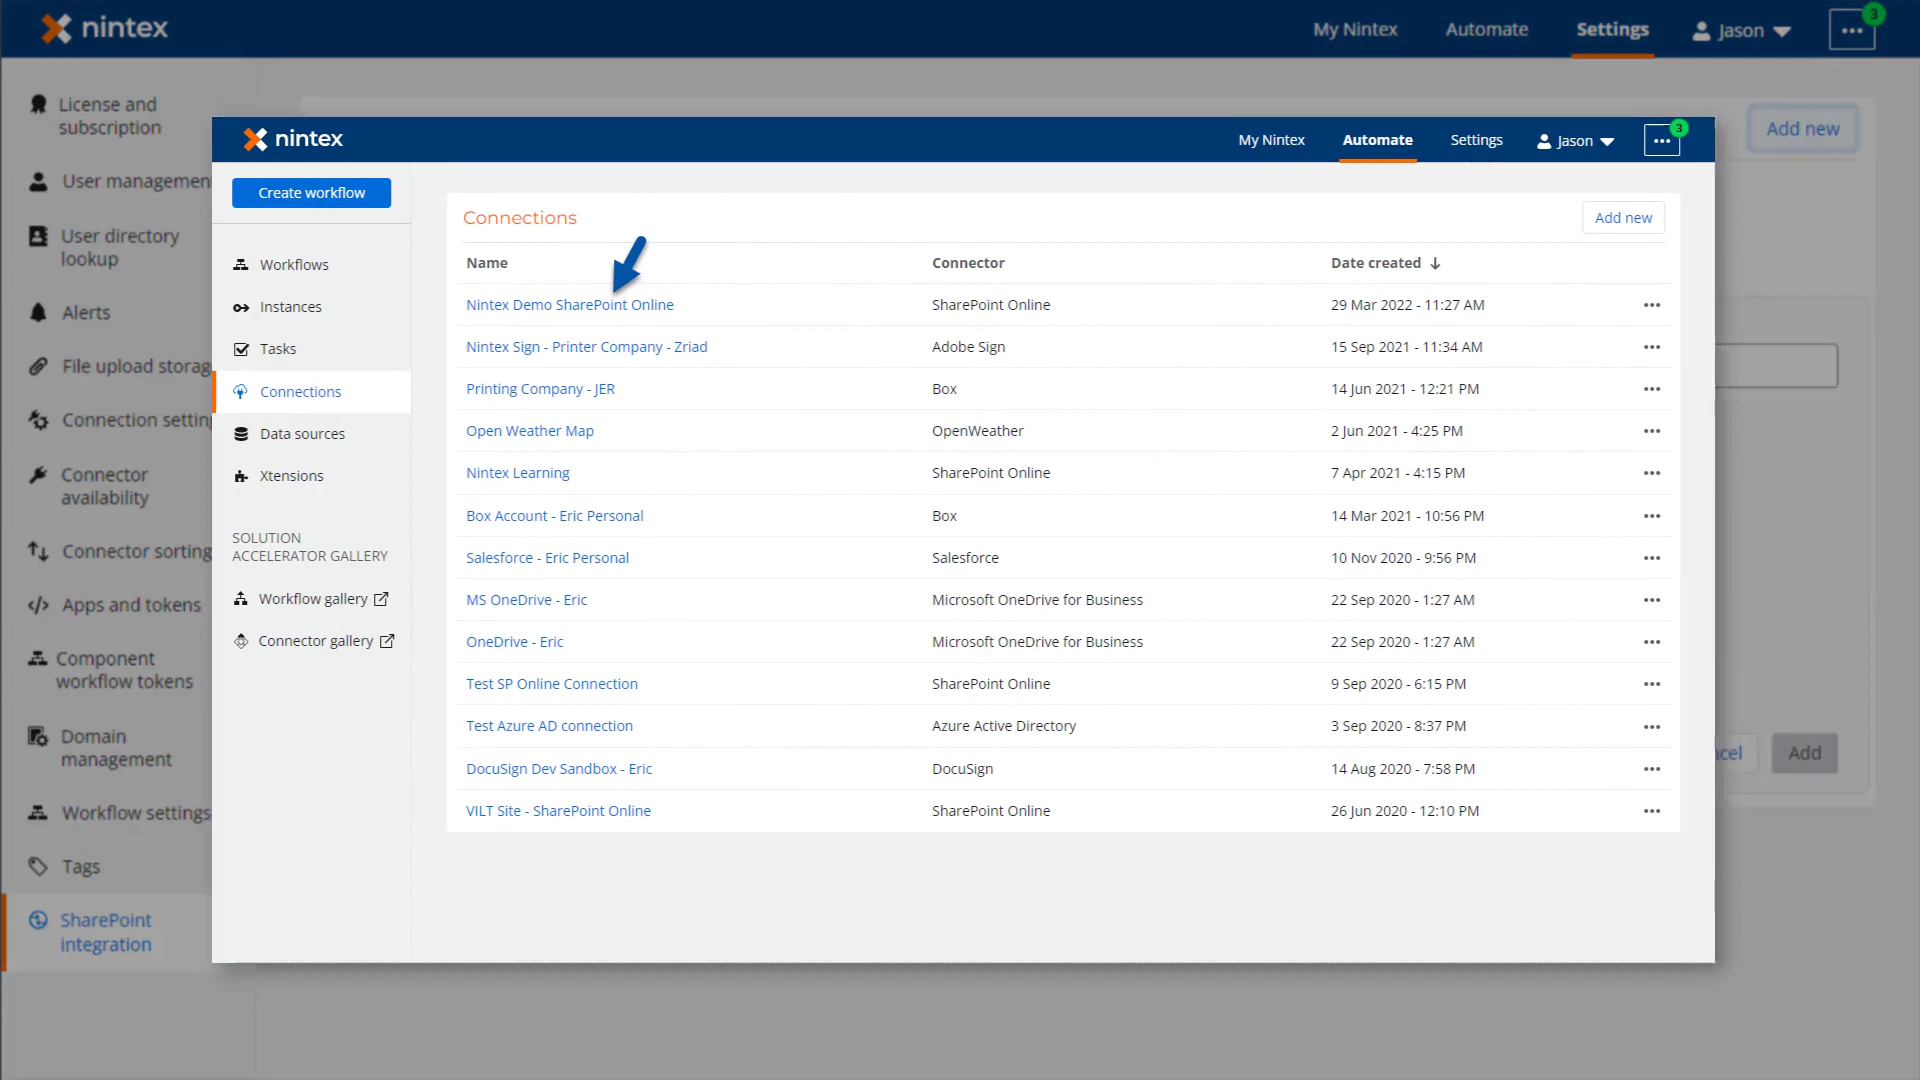 nintex
My Nintex
Automate
Settings
Jason
3
License and
subscription
User managemen
User directory
lookup
Alerts
File upload storag
Connection settin
Connector
availability
Connector sorting
Apps and tokens
Component
workflow tokens
Domain
management
Workflow settings
Tags
SharePoint
integration
Add new
ncel
Add
nintex
My Nintex
Automate
Settings
Jason
3
Create workflow
Workflows
Instances
Tasks
Connections
Data sources
Xtensions
SOLUTION
ACCELERATOR GALLERY
Workflow gallery
Connector gallery
Connections
Add new
Name Connector Date created
Nintex Demo SharePoint Online SharePoint Online 29 Mar 2022 - 11:27 AM
Nintex Sign - Printer Company - Zriad Adobe Sign 15 Sep 2021 - 11:34 AM
Printing Company - JER Box 14 Jun 2021 - 12:21 PM
Open Weather Map OpenWeather 2 Jun 2021 - 4:25 PM
Nintex Learning SharePoint Online 7 Apr 2021 - 4:15 PM
Box Account - Eric Personal Box 14 Mar 2021 - 10:56 PM
Salesforce - Eric Personal Salesforce 10 Nov 2020 - 9:56 PM
MS OneDrive - Eric Microsoft OneDrive for Business 22 Sep 2020 - 1:27 AM
OneDrive - Eric Microsoft OneDrive for Business 22 Sep 2020 - 1:27 AM
Test SP Online Connection SharePoint Online 9 Sep 2020 - 6:15 PM
Test Azure AD connection Azure Active Directory 3 Sep 2020 - 8:37 PM
DocuSign Dev Sandbox - Eric DocuSign 14 Aug 2020 - 7:58 PM
VILT Site - SharePoint Online SharePoint Online 26 Jun 2020 - 12:10 PM